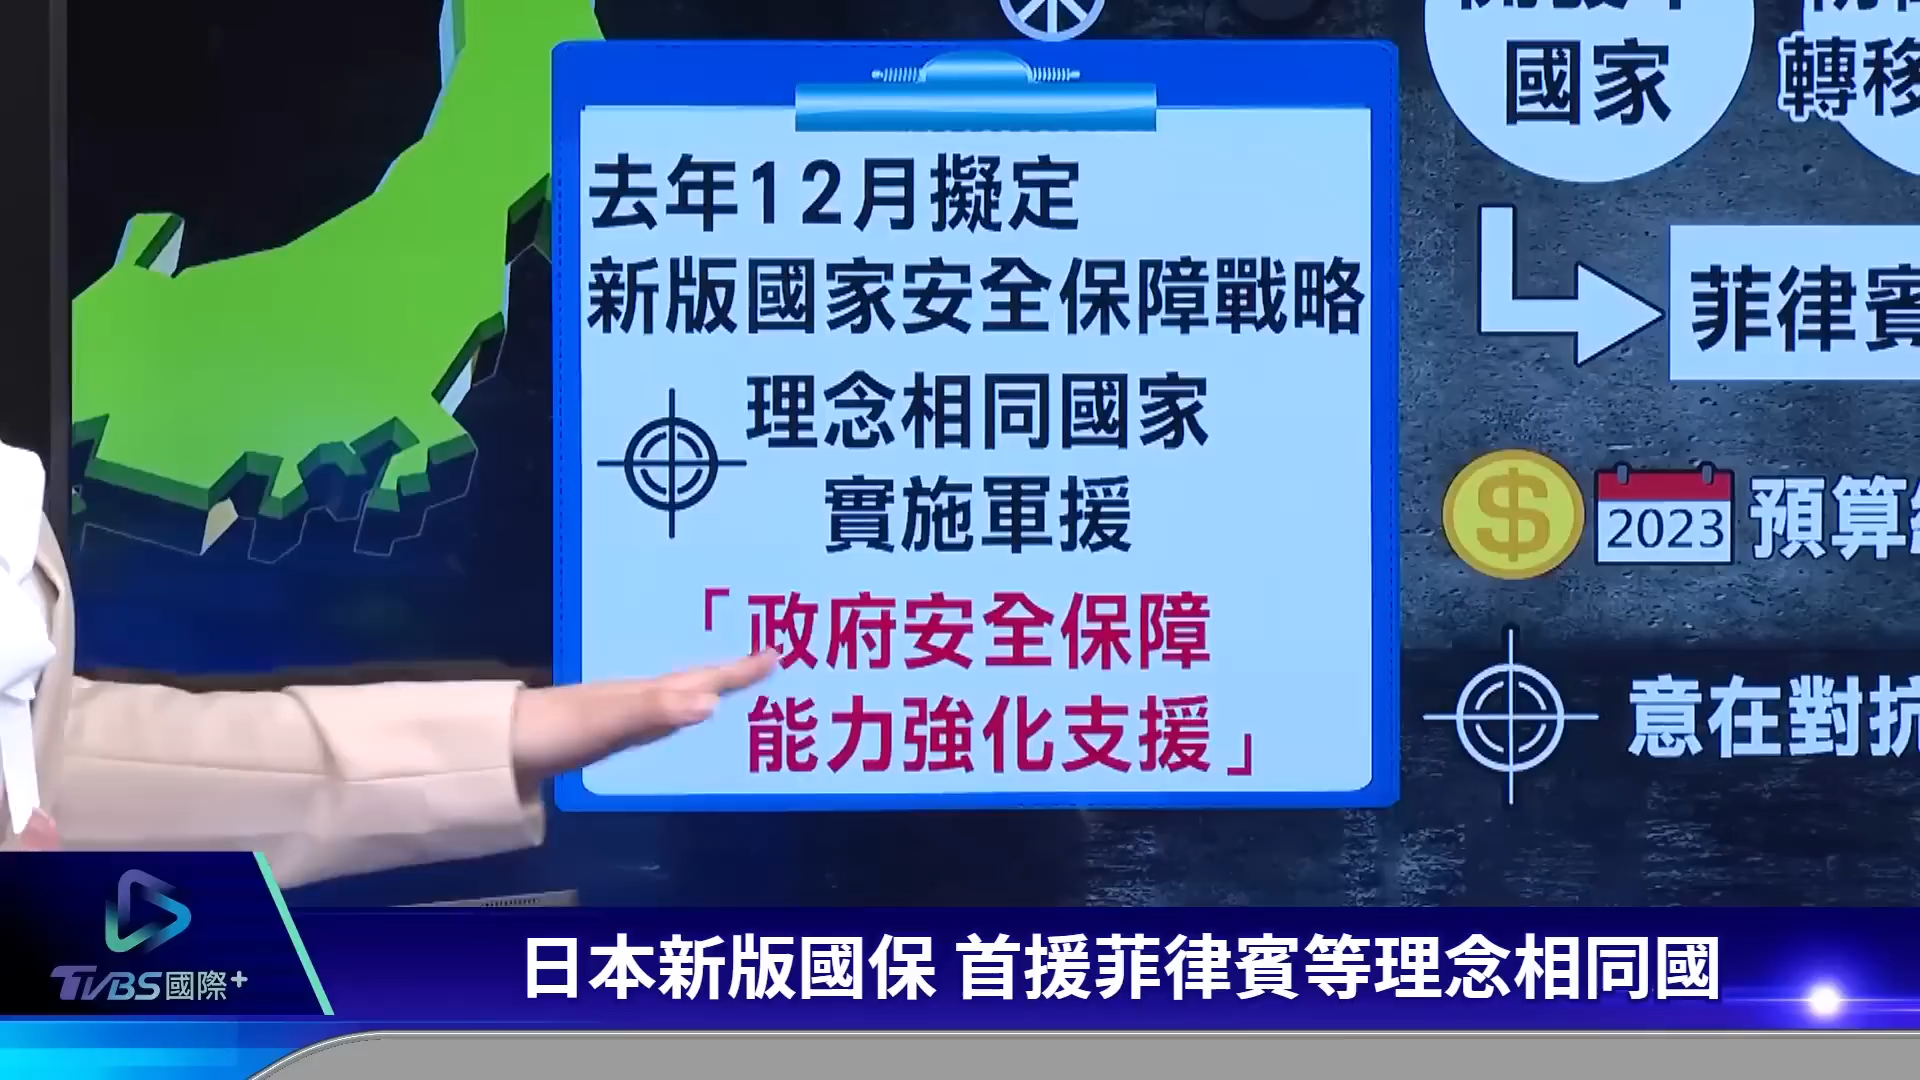 去年12月擬定
新版國家安全保障戰略
理念相同國家
實施軍援
「政府安全保障
能力強化支援」
國家
轉移
菲律賓
$
2023
預算
意在對抗
TVBS國際+
日本新版國保 首援菲律賓等理念相同國